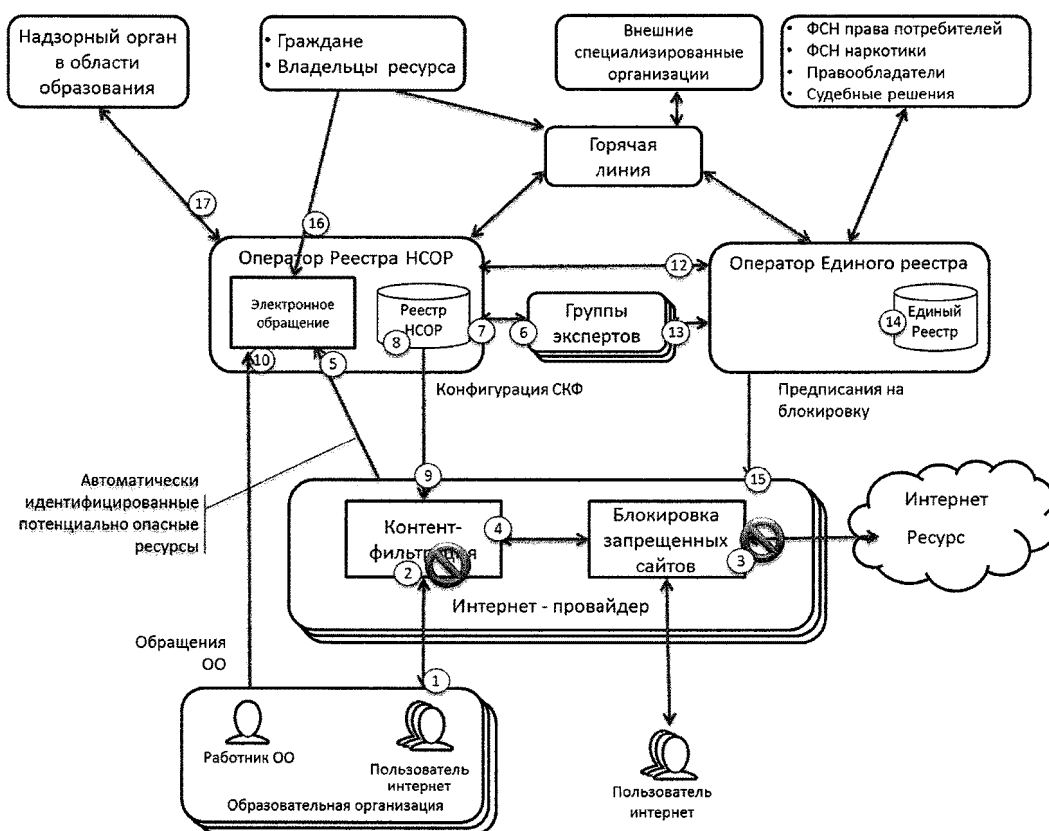 Надзорный орган
в области
образования
• Граждане
• Владельцы ресурса
Внешние
специализированные
организации
• ФСН права потребителей
• ФСН наркотики
• Правообладатели
• Судебные решения
Горячая
линия
17
16
Оператор Реестра НСОР
12
Оператор Единого реестра
Электронное
обращение
Реестр
НСОР
8
7
6
Группы
экспертов
13
14
Единый
Реестр
10
5
Конфигурация СКФ
Предписания на
блокировку
Автоматически
идентифицированные
потенциально опасные
ресурсы
9
15
Контент-
фильтрация
2
4
Блокировка
запрещенных
сайтов
3
Интернет
Ресурс
Интернет - провайдер
Обращения
ОО
1
Работник ОО
Пользователь
интернет
Образовательная организация
Пользователь
интернет